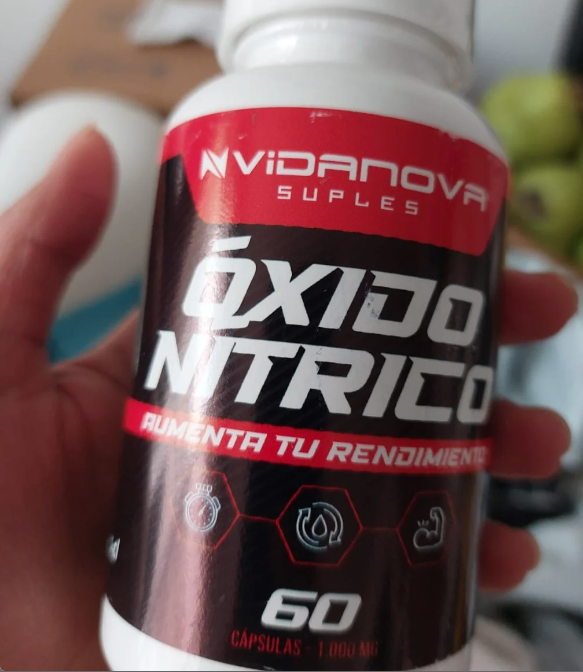 VIDANOVA
SUPLES
ÓXIDO
NÍTRICO
AUMENTA TU RENDIMIENTO
60
CÁPSULAS - 1.000 MG